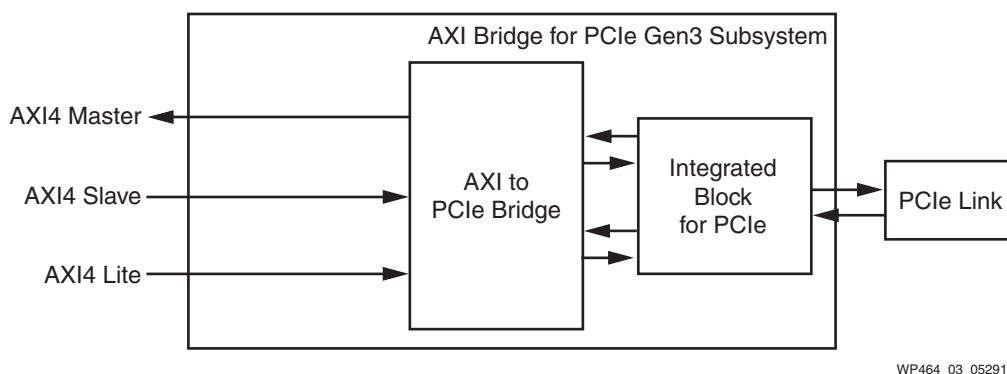 AXI Bridge for PCIe Gen3 Subsystem
AXI4 Master
AXI4 Slave
AXI4 Lite
AXI to
PCIe Bridge
Integrated
Block
for PCIe
PCIe Link
WP464_03_05291